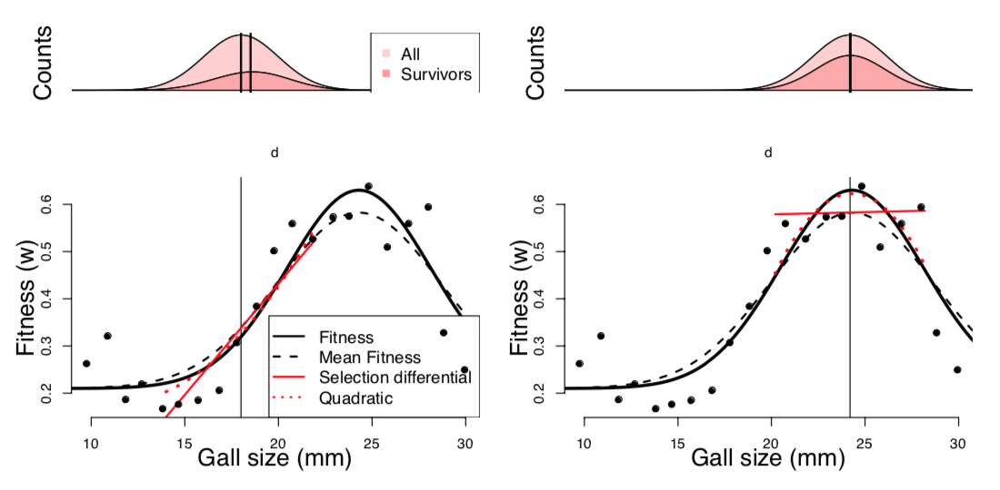 Counts
All
Survivors
d
Fitness (w)
0.2
0.3
0.4
0.5
0.6
Fitness
Mean Fitness
Selection differential
Quadratic
10
15
20
25
30
Gall size (mm)
Counts
d
Fitness (w)
0.2
0.3
0.4
0.5
0.6
10
15
20
25
30
Gall size (mm)